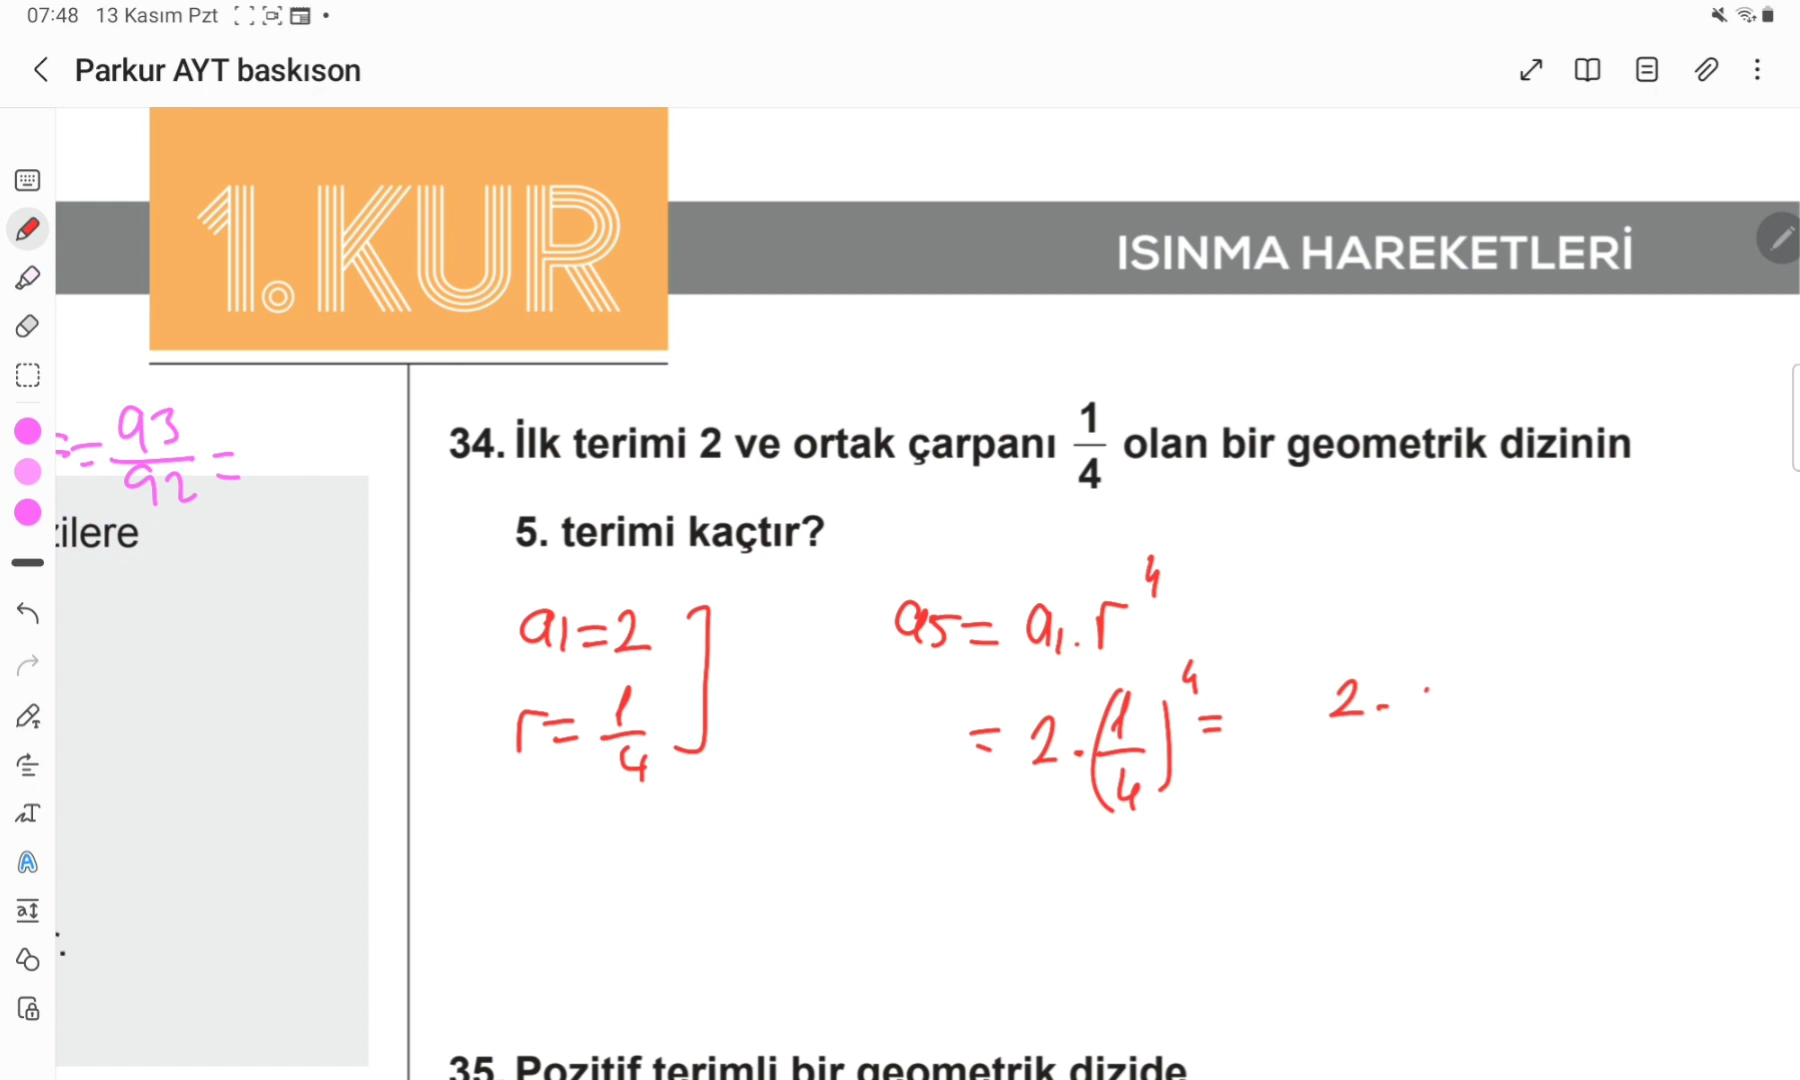 07:48 13 Kasım Pzt
Parkur AYT baskıson
1.KUR
ISINMA HAREKETLERİ
= a3/a2 =
zilere
34. İlk terimi 2 ve ortak çarpanı 1/4 olan bir geometrik dizinin
5. terimi kaçtır?
a1 = 2
r = 1/4
a5 = a1 . r^4
= 2 . (1/4)^4 = 2 .
35. Pozitif terimli bir geometrik dizide